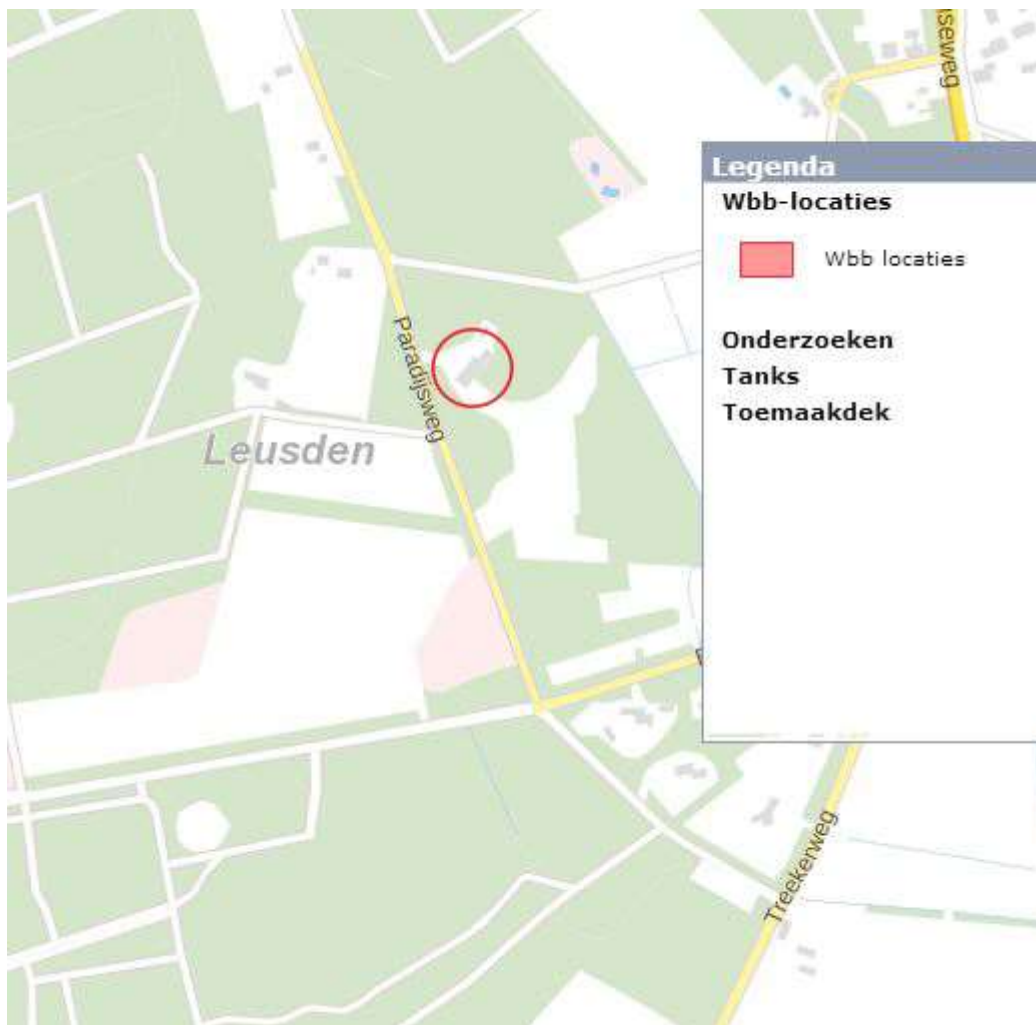 seweg
Legenda
Wbb-locaties
Wbb locaties
Onderzoeken
Tanks
Toemaakdek
Paradijsweg
Leusden
Treekerweg